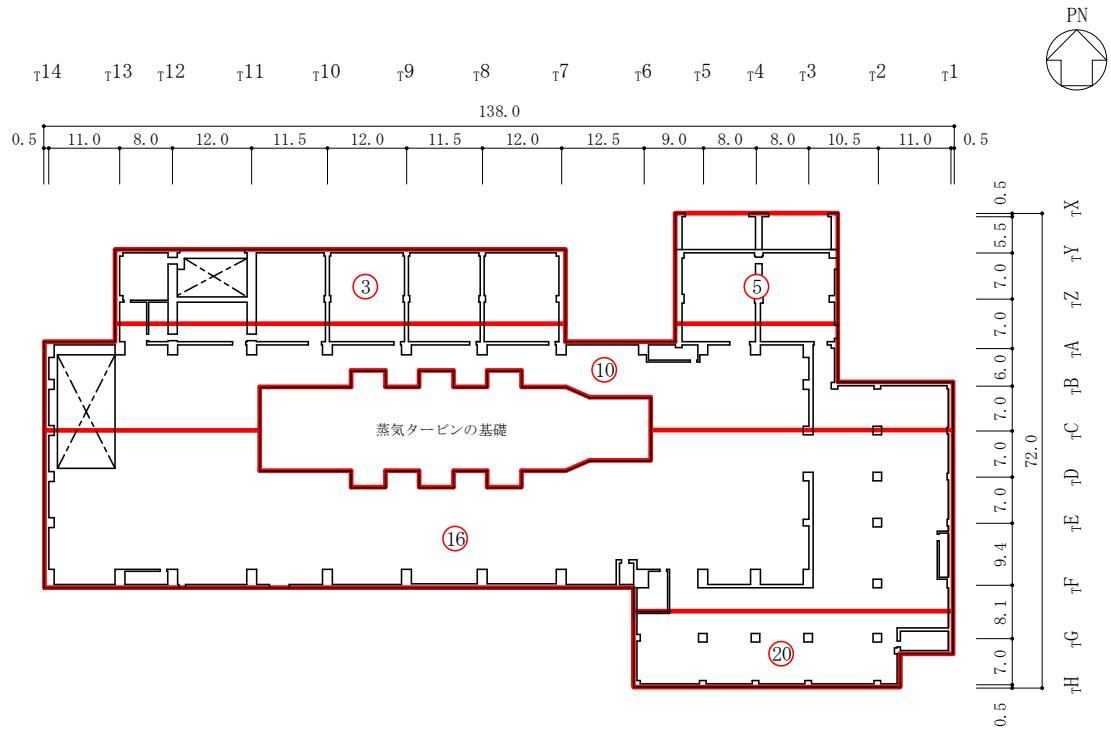 PN
T14 T13 T12 T11 T10 T9 T8 T7 T6 T5 T4 T3 T2 T1
138.0
0.5 11.0 8.0 12.0 11.5 12.0 11.5 12.0 12.5 9.0 8.0 8.0 10.5 11.0 0.5
0.5 TX
5.5 TY
7.0 TZ
7.0 TA
6.0 TB
7.0 TC
7.0 TD
7.0 TE
9.4 TF
8.1 TG
7.0 TH
0.5
72.0
3
5
10
蒸気タービンの基礎
16
20